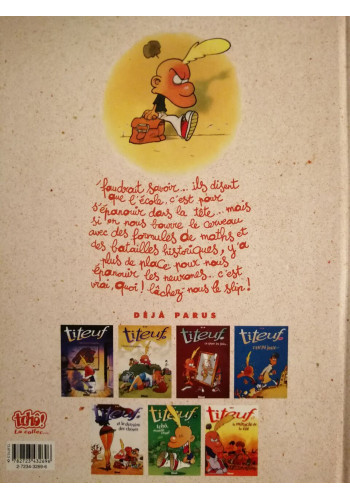 faudrait savoir... ils disent
que l'école, c'est pour
s'épanouir dans la tête... mais
si on nous bourre le cerveau
avec des formules de maths et
des batailles historiques, y'a
plus de place pour nous
épanouir les neurones... c'est
vrai, quoi! lâchez-nous le slip!
DÉJÀ PARUS
titeuf
titeuf
titeuf
titeuf
titeuf
titeuf
titeuf
tchô!
la collec...